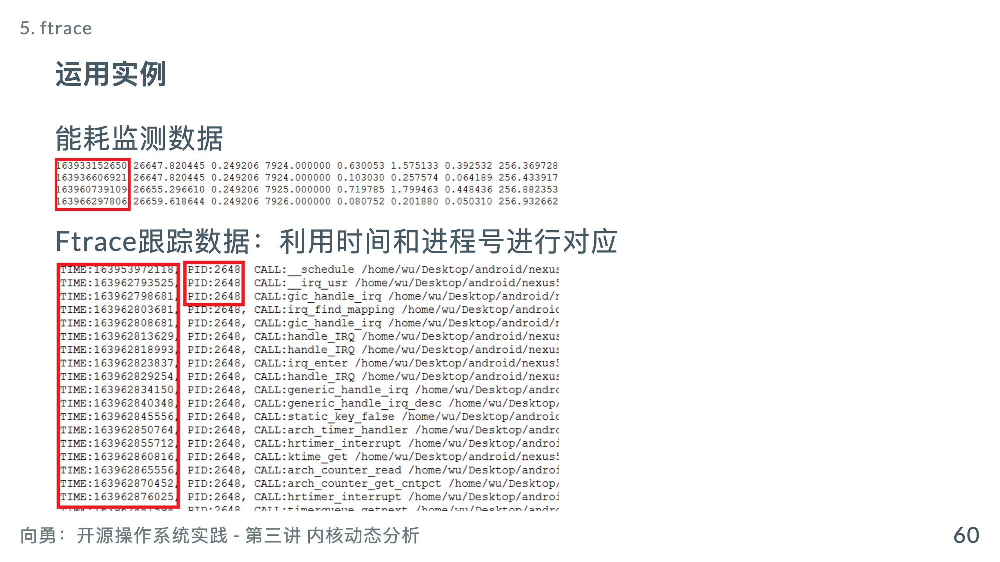 5. ftrace
运用实例
能耗监测数据
163933152650 26647.820445 0.249206 7924.000000 0.630053 1.575133 0.392532 256.369728
163936606921 26647.820445 0.249206 7924.000000 0.103030 0.257574 0.064189 256.433917
163960739109 26655.296610 0.249206 7925.000000 0.719785 1.799463 0.448436 256.882353
163966297806 26659.618644 0.249206 7926.000000 0.080752 0.201880 0.050310 256.932662
Ftrace跟踪数据：利用时间和进程号进行对应
TIME:163953972118, PID:2648 CALL:__schedule /home/wu/Desktop/android/nexus
TIME:163962793525, PID:2648 CALL:__irq_usr /home/wu/Desktop/android/nexus5
TIME:163962798681, PID:2648 CALL:gic_handle_irq /home/wu/Desktop/android/
TIME:163962803681, PID:2648, CALL:irq_find_mapping /home/wu/Desktop/androi
TIME:163962808681, PID:2648, CALL:gic_handle_irq /home/wu/Desktop/android/
TIME:163962813629, PID:2648, CALL:handle_IRQ /home/wu/Desktop/android/nexus
TIME:163962818993, PID:2648, CALL:handle_IRQ /home/wu/Desktop/android/nexus
TIME:163962823837, PID:2648, CALL:irq_enter /home/wu/Desktop/android/nexus5
TIME:163962829254, PID:2648, CALL:handle_IRQ /home/wu/Desktop/android/nexus
TIME:163962834150, PID:2648, CALL:generic_handle_irq /home/wu/Desktop/andr
TIME:163962840348, PID:2648, CALL:generic_handle_irq_desc /home/wu/Desktop/
TIME:163962845556, PID:2648, CALL:static_key_false /home/wu/Desktop/androi
TIME:163962850764, PID:2648, CALL:arch_timer_handler /home/wu/Desktop/andr
TIME:163962855712, PID:2648, CALL:hrtimer_interrupt /home/wu/Desktop/androi
TIME:163962860816, PID:2648, CALL:ktime_get /home/wu/Desktop/android/nexus5
TIME:163962865556, PID:2648, CALL:arch_counter_read /home/wu/Desktop/androi
TIME:163962870452, PID:2648, CALL:arch_counter_get_cntpct /home/wu/Desktop/
TIME:163962876025, PID:2648, CALL:hrtimer_interrupt /home/wu/Desktop/androi
PID:2648, CALL:timerqueue_getnext /home/wu/Desktop/andr
向勇：开源操作系统实践 - 第三讲 内核动态分析
60